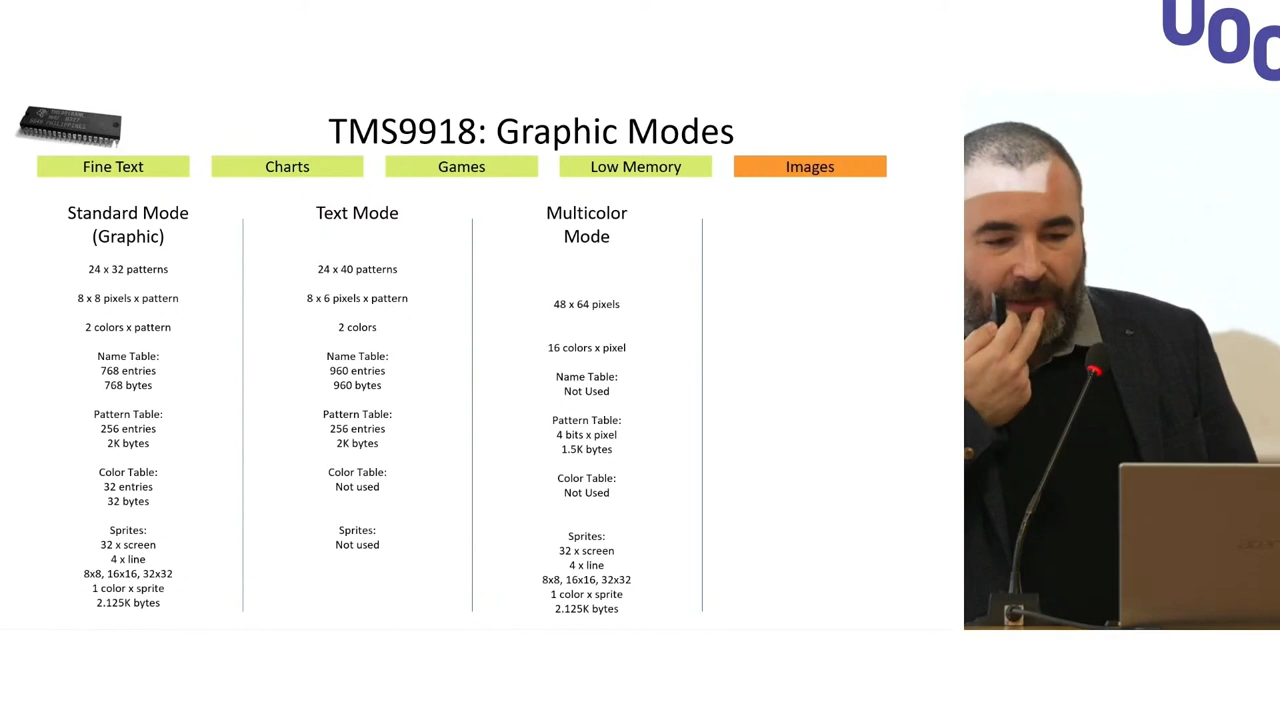 UOC
TMS9918: Graphic Modes
Fine Text
Charts
Games
Low Memory
Images
Standard Mode
(Graphic)
24 x 32 patterns
8 x 8 pixels x pattern
2 colors x pattern
Name Table:
768 entries
768 bytes
Pattern Table:
256 entries
2K bytes
Color Table:
32 entries
32 bytes
Sprites:
32 x screen
4 x line
8x8, 16x16, 32x32
1 color x sprite
2.125K bytes
Text Mode
24 x 40 patterns
8 x 6 pixels x pattern
2 colors
Name Table:
960 entries
960 bytes
Pattern Table:
256 entries
2K bytes
Color Table:
Not used
Sprites:
Not used
Multicolor
Mode
48 x 64 pixels
16 colors x pixel
Name Table:
Not Used
Pattern Table:
4 bits x pixel
1.5K bytes
Color Table:
Not Used
Sprites:
32 x screen
4 x line
8x8, 16x16, 32x32
1 color x sprite
2.125K bytes